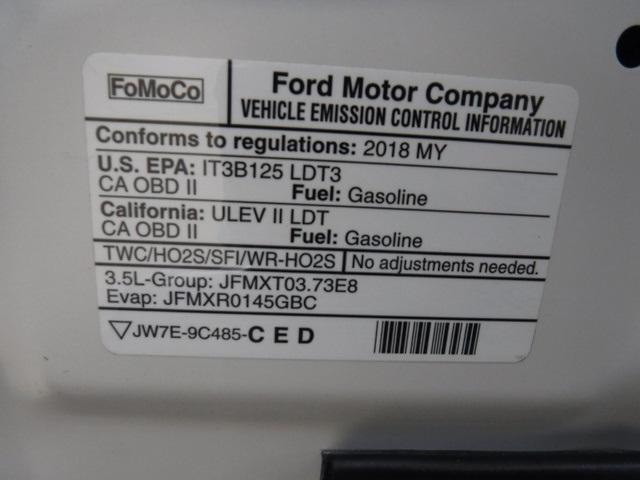 FoMoCo
Ford Motor Company
VEHICLE EMISSION CONTROL INFORMATION
Conforms to regulations: 2018 MY
U.S. EPA: IT3B125 LDT3
CA OBD II Fuel: Gasoline
California: ULEV II LDT
CA OBD II Fuel: Gasoline
TWC/HO2S/SFI/WR-HO2S No adjustments needed.
3.5L-Group: JFMXT03.73E8
Evap: JFMXR0145GBC
JW7E-9C485-C E D